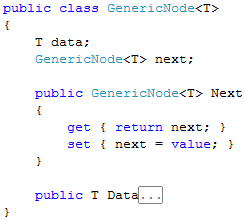 public class GenericNode<T>
{
    T data;
    GenericNode<T> next;

    public GenericNode<T> Next
    {
        get { return next; }
        set { next = value; }
    }

    public T Data...
}